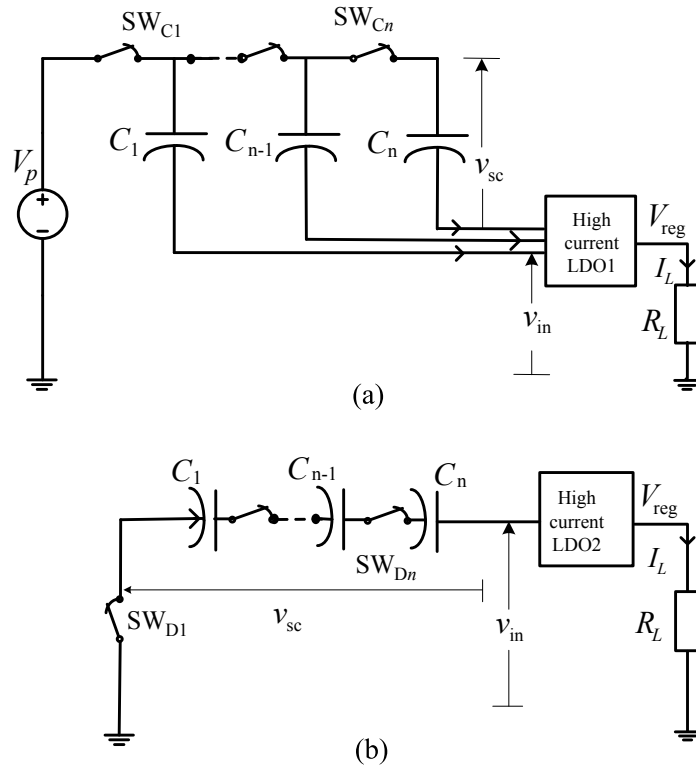 SW_C1 SW_Cn
C_1 C_n-1 C_n
V_p
+
−
v_sc
High
current
LDO1
V_reg
I_L
R_L
v_in
(a)
C_1 C_n-1 C_n
High
current
LDO2
V_reg
I_L
R_L
SW_Dn
SW_D1
v_sc
v_in
(b)